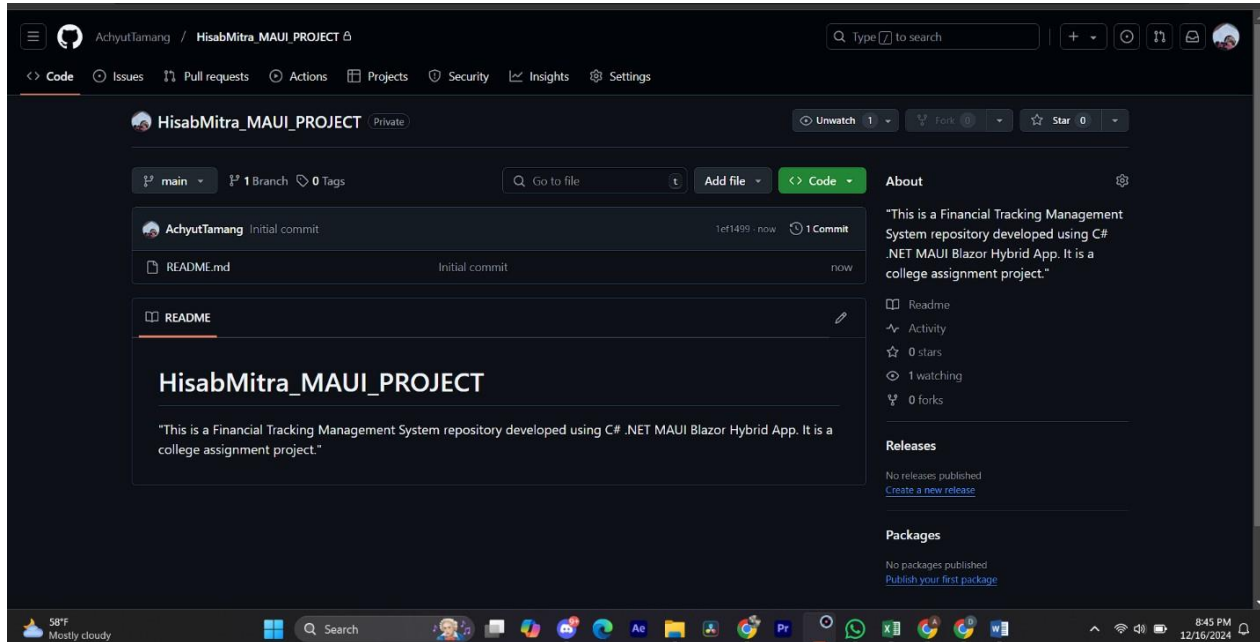 AchyutTamang / HisabMitra_MAUI_PROJECT
Type / to search
Code Issues Pull requests Actions Projects Security Insights Settings
HisabMitra_MAUI_PROJECT Private
Unwatch 1 Fork 0 Star 0
main 1 Branch 0 Tags
Go to file t Add file Code
AchyutTamang Initial commit 1ef1499 · now 1 Commit
README.md Initial commit now
README
HisabMitra_MAUI_PROJECT
"This is a Financial Tracking Management System repository developed using C# .NET MAUI Blazor Hybrid App. It is a
college assignment project."
About
"This is a Financial Tracking Management
System repository developed using C#
.NET MAUI Blazor Hybrid App. It is a
college assignment project."
Readme
Activity
0 stars
1 watching
0 forks
Releases
No releases published
Create a new release
Packages
No packages published
Publish your first package
58°F
Mostly cloudy
Search
Ae
Pr
8:45 PM
12/16/2024